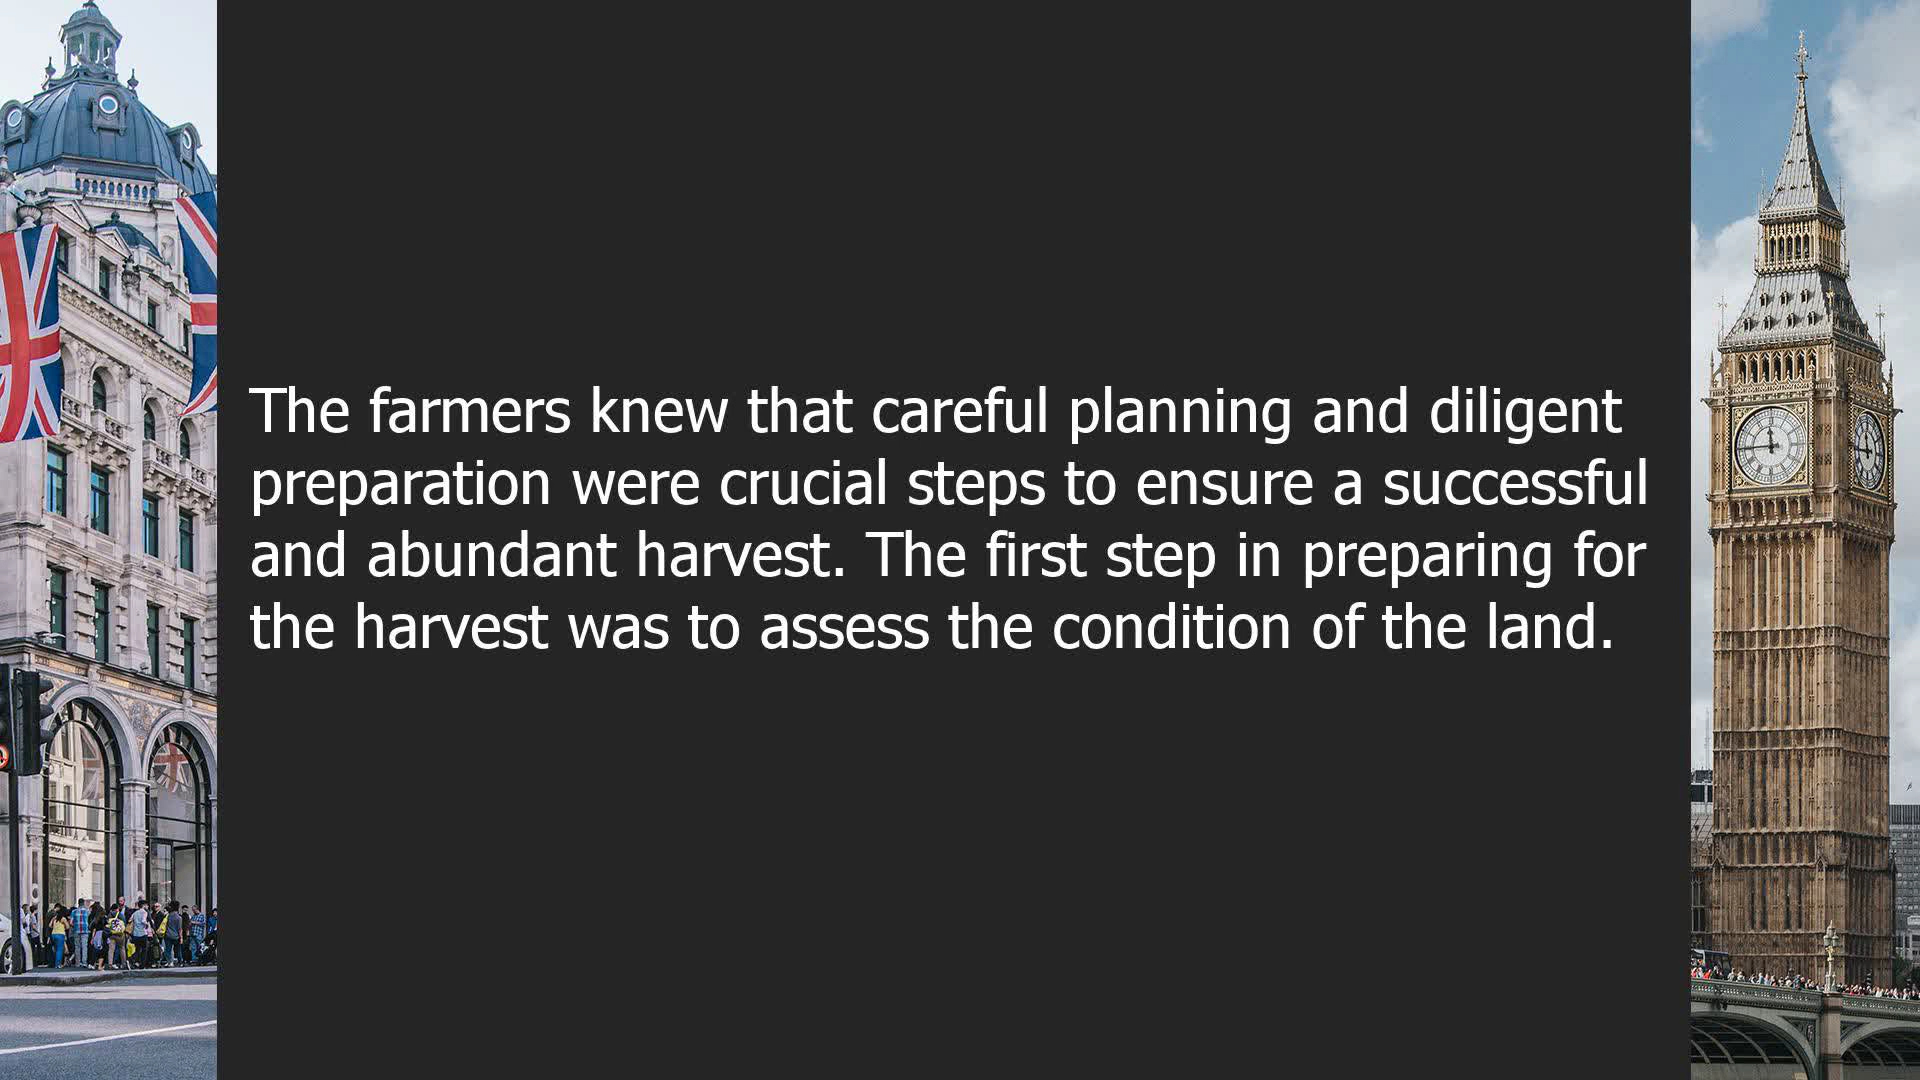 The farmers knew that careful planning and diligent
preparation were crucial steps to ensure a successful
and abundant harvest. The first step in preparing for
the harvest was to assess the condition of the land.